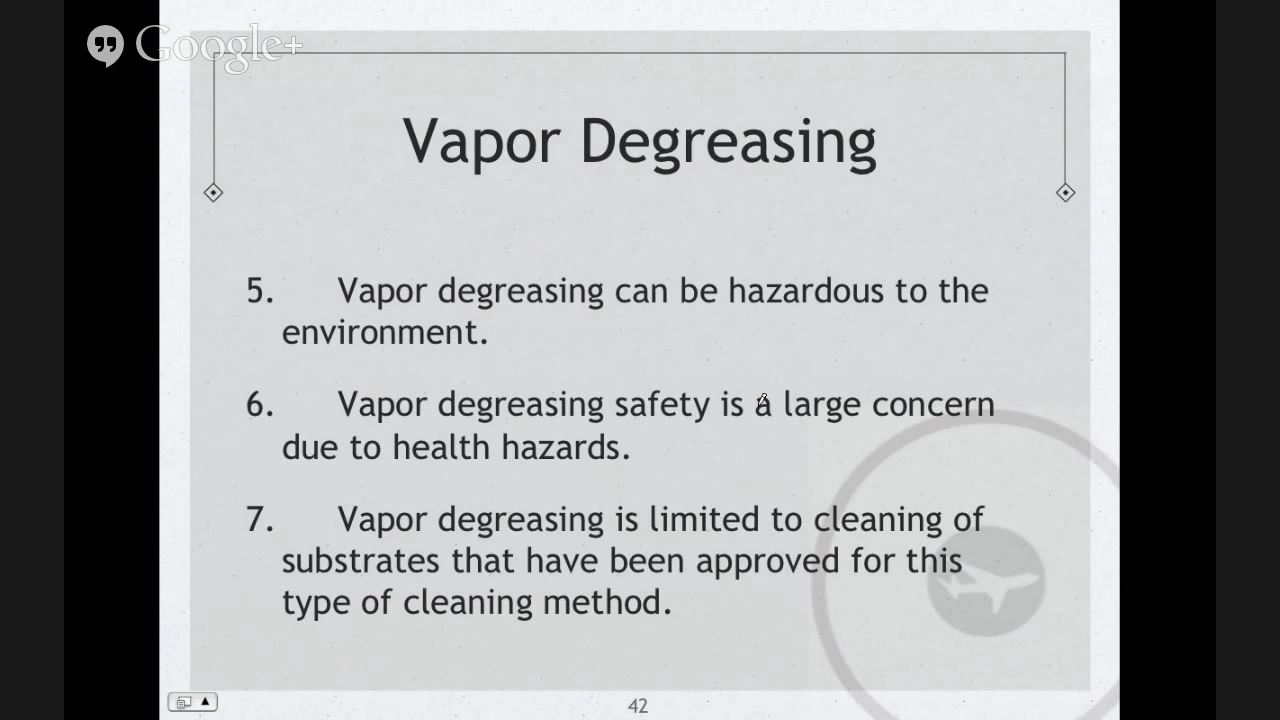 Google+
Vapor Degreasing
5. Vapor degreasing can be hazardous to the
environment.
6. Vapor degreasing safety is a large concern
due to health hazards.
7. Vapor degreasing is limited to cleaning of
substrates that have been approved for this
type of cleaning method.
42